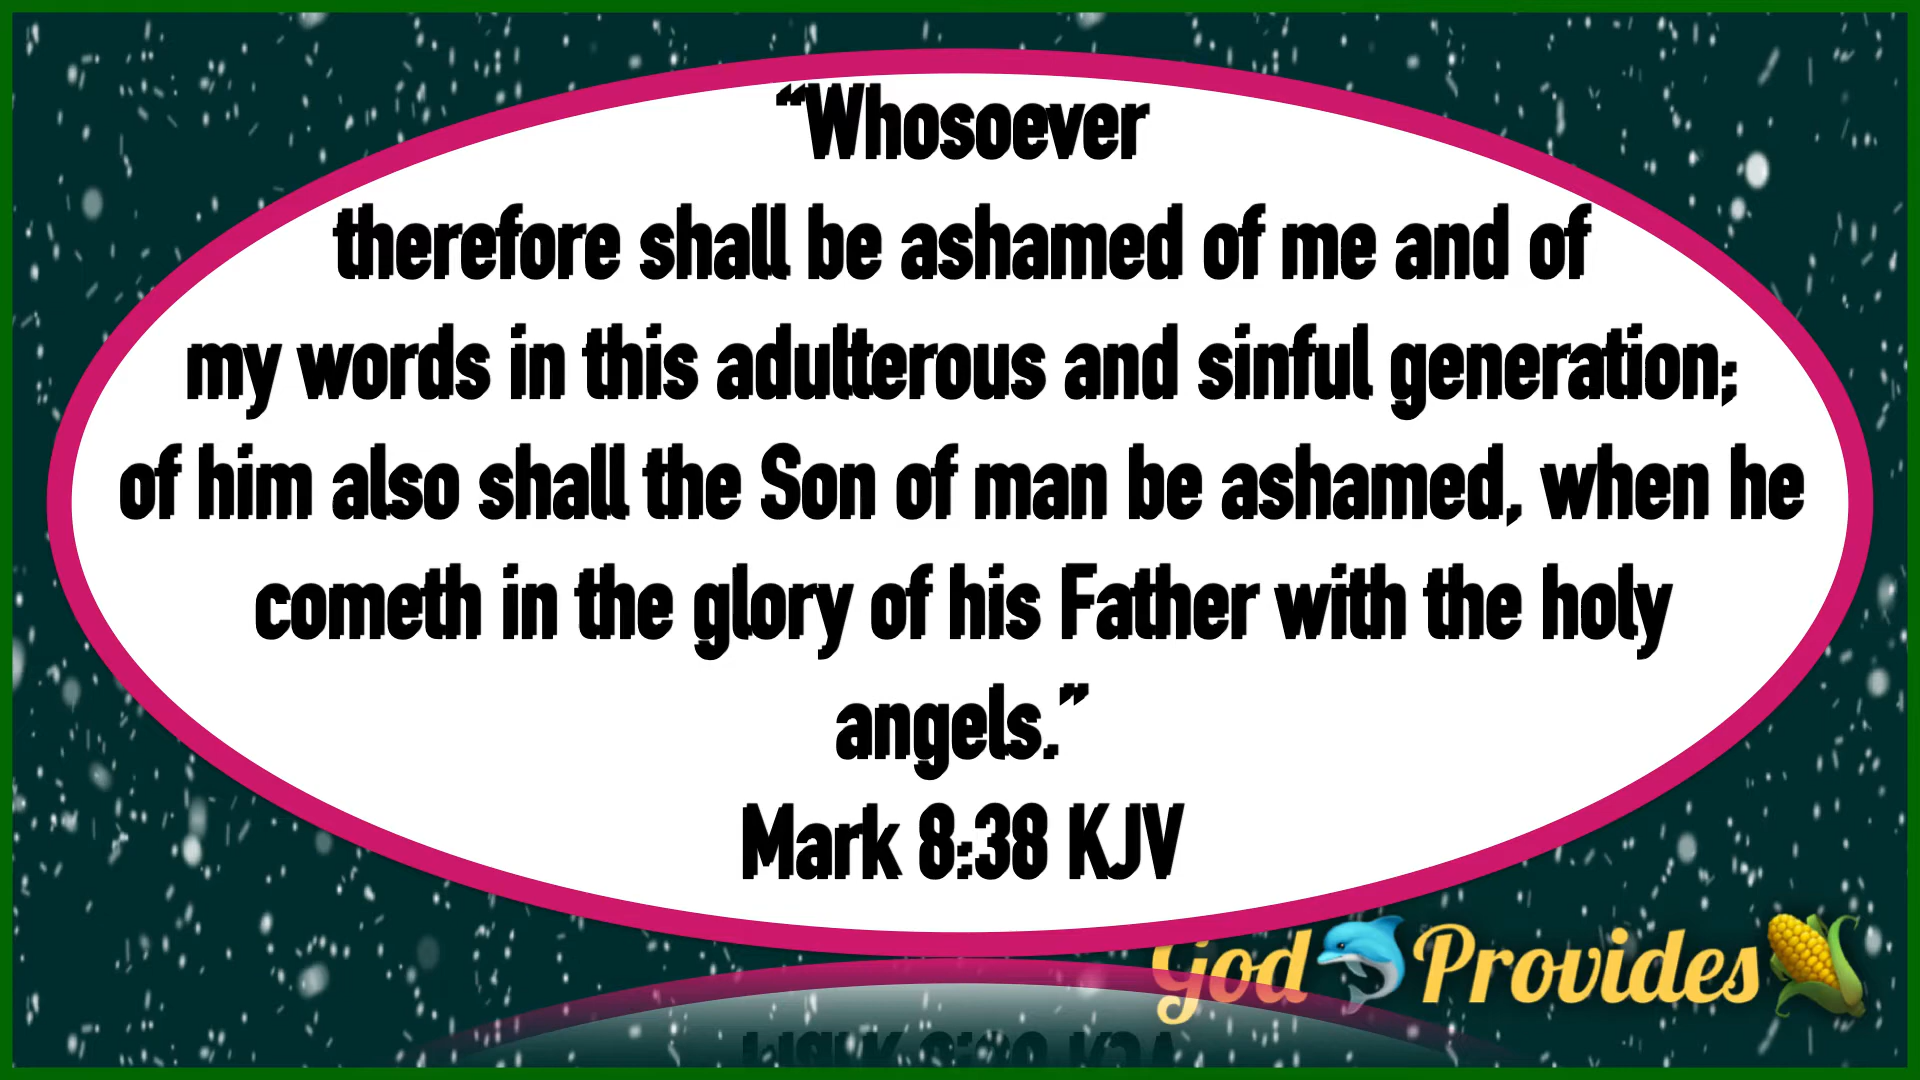 “Whosoever
therefore shall be ashamed of me and of
my words in this adulterous and sinful generation;
of him also shall the Son of man be ashamed, when he
cometh in the glory of his Father with the holy
angels.”
Mark 8:38 KJV
God🐬Provides🌽